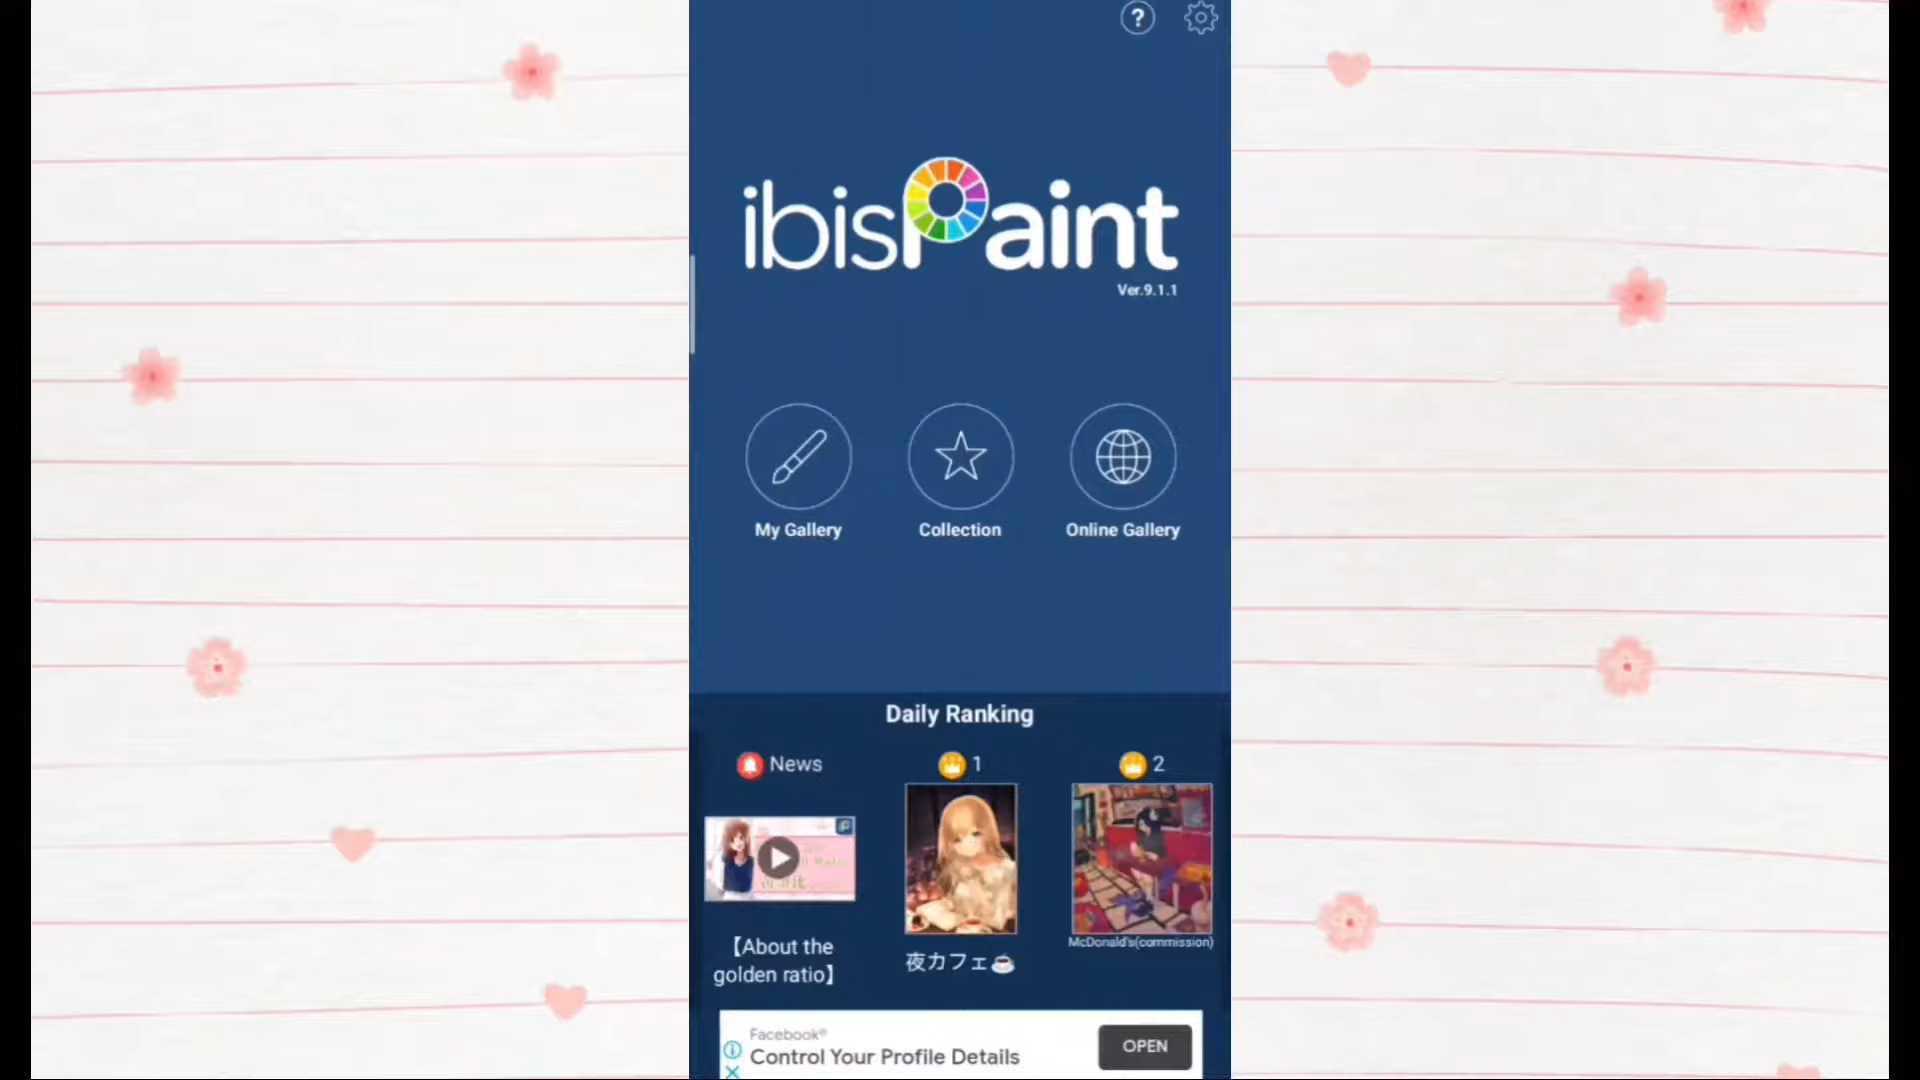 ?
ibisPaint
Ver.9.1.1
My Gallery
Collection
Online Gallery
Daily Ranking
News
1
2
【About the
golden ratio】
夜カフェ☕
McDonald's(commission)
Facebook®
Control Your Profile Details
OPEN